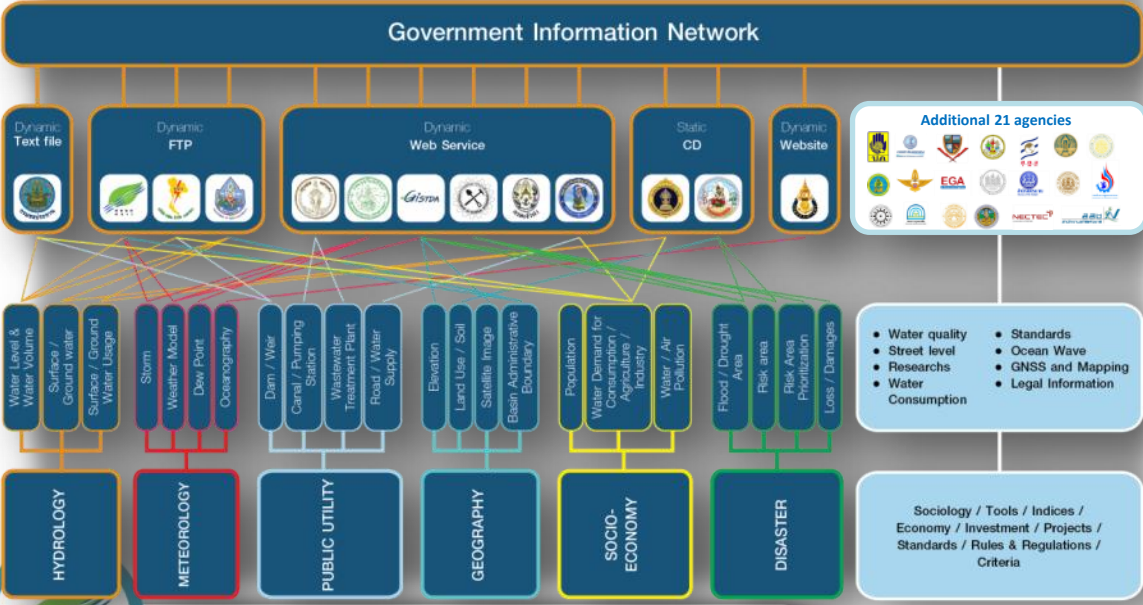 Government Information Network
Dynamic
Text file
Dynamic
FTP
Dynamic
Web Service
Static
CD
Dynamic
Website
Additional 21 agencies
GISTDA
EGA
NECTEC
Water Level &
Water Volume
Surface /
Ground water
Surface / Ground
Water Usage
Storm
Weather Model
Dew Point
Oceanography
Dam / Weir
Canal / Pumping
Station
Wastewater
Treatment Plant
Road / Water
Supply
Elevation
Land Use / Soil
Satellite Image
Basin Administrative
Boundary
Population
Water Demand for
Consumption /
Agriculture /
Industry
Water / Air
Pollution
Flood / Drought
Area
Risk area
Risk Area
Prioritization
Loss / Damages
● Water quality
● Street level
● Researchs
● Water
Consumption
● Standards
● Ocean Wave
● GNSS and Mapping
● Legal Information
HYDROLOGY
METEOROLOGY
PUBLIC UTILITY
GEOGRAPHY
SOCIO-
ECONOMY
DISASTER
Sociology / Tools / Indices /
Economy / Investment / Projects /
Standards / Rules & Regulations /
Criteria